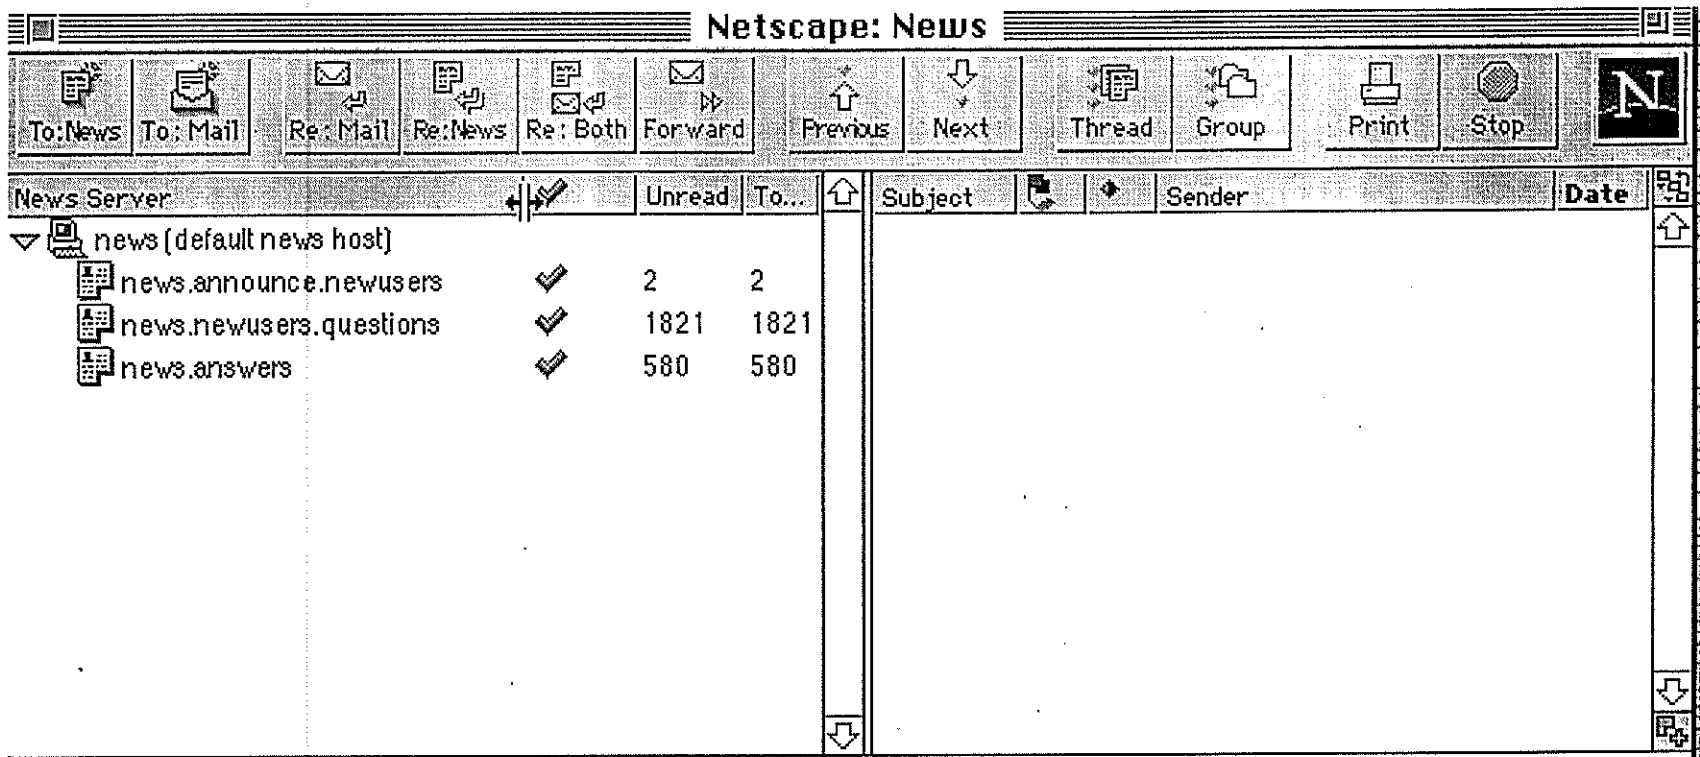 Netscape: News
To:News To: Mail Re: Mail Re:News Re: Both Forward Previous Next Thread Group Print Stop N
News Server Unread To... Subject Sender Date
news (default news host)
news.announce.newusers 2 2
news.newusers.questions 1821 1821
news.answers 580 580